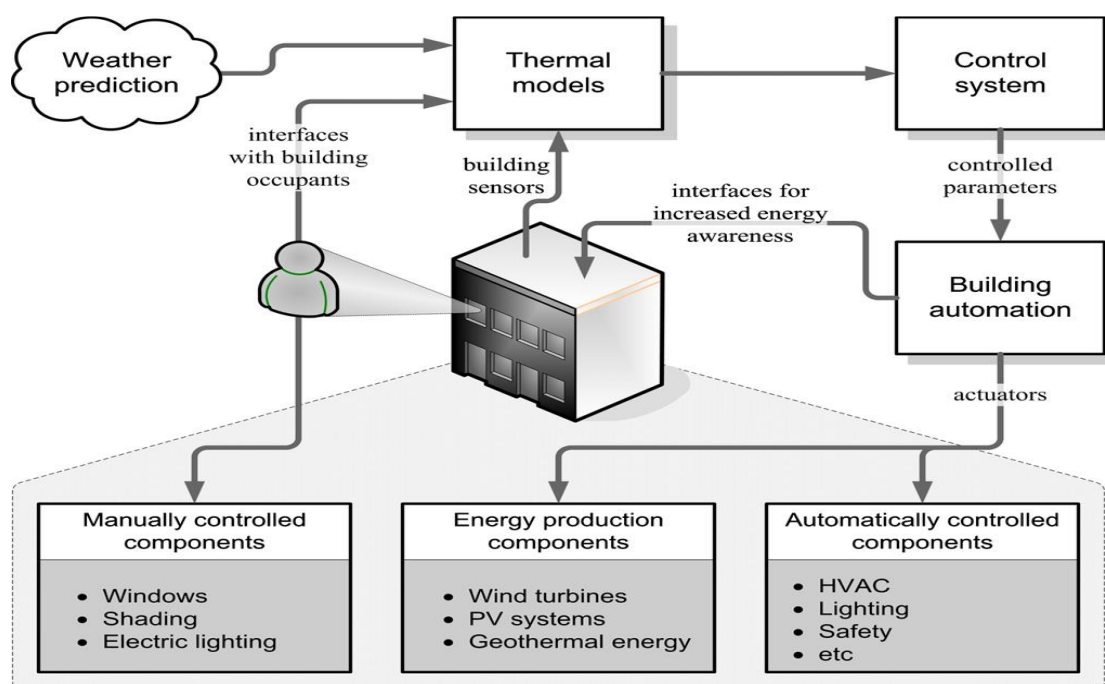 Weather
prediction
Thermal
models
Control
system
interfaces
with building
occupants
building
sensors
interfaces for
increased energy
awareness
controlled
parameters
Building
automation
actuators
Manually controlled
components
• Windows
• Shading
• Electric lighting
Energy production
components
• Wind turbines
• PV systems
• Geothermal energy
Automatically controlled
components
• HVAC
• Lighting
• Safety
• etc